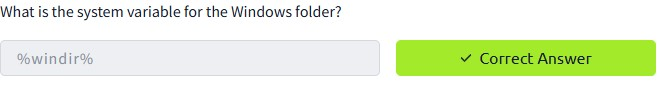 What is the system variable for the Windows folder?
%windir%
✓ Correct Answer